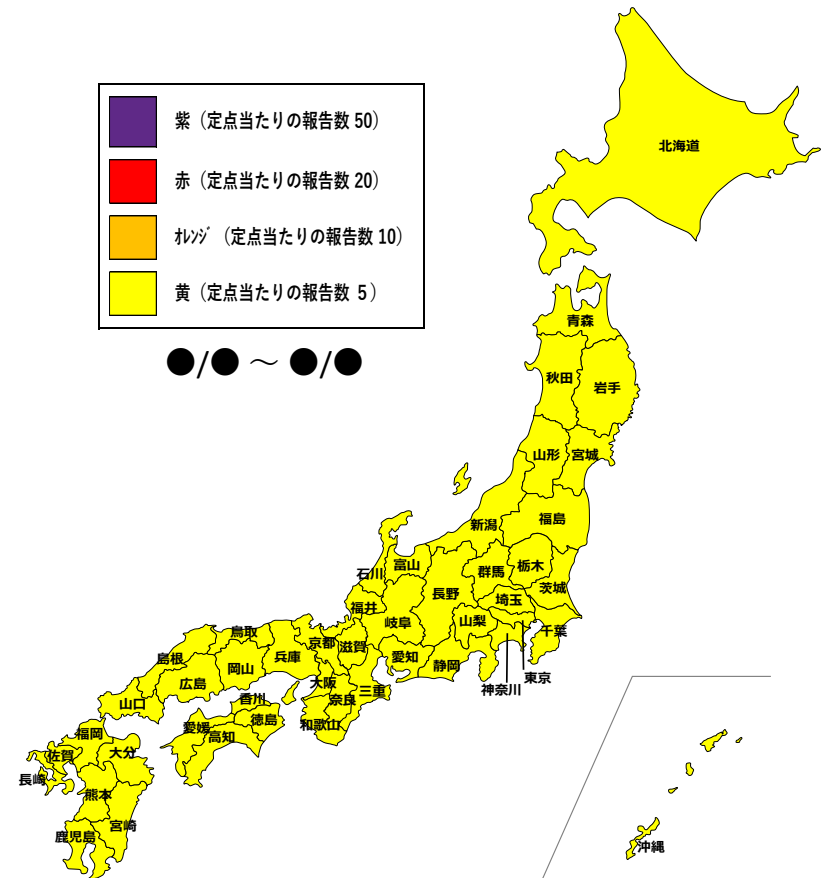 紫（定点当たりの報告数 50）
赤（定点当たりの報告数 20）
ｵﾚﾝｼﾞ（定点当たりの報告数 10）
黄（定点当たりの報告数 5）
●/● ～ ●/●
北海道
青森
秋田
岩手
山形
宮城
新潟
福島
石川
富山
群馬
栃木
長野
茨城
福井
埼玉
岐阜
山梨
千葉
鳥取
京都
滋賀
島根
岡山
兵庫
愛知
静岡
広島
大阪
奈良
三重
神奈川
東京
山口
香川
徳島
和歌山
愛媛
高知
福岡
佐賀
大分
長崎
熊本
宮崎
鹿児島
沖縄